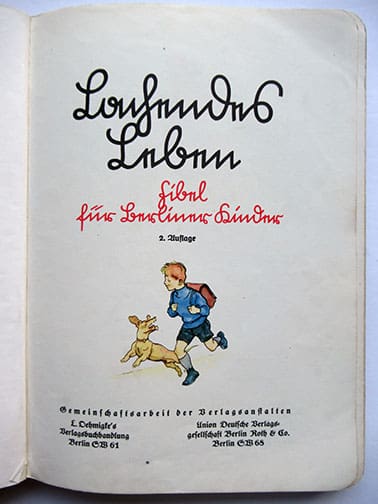 Lachendes
Leben
Fibel
für Berliner Kinder
2. Auflage
Gemeinschaftsarbeit der Verlagsanstalten
L. Oehmigke's
Verlagsbuchhandlung
Berlin SW 61
Union Deutsche Verlags-
gesellschaft Berlin Roth & Co.
Berlin SW 68